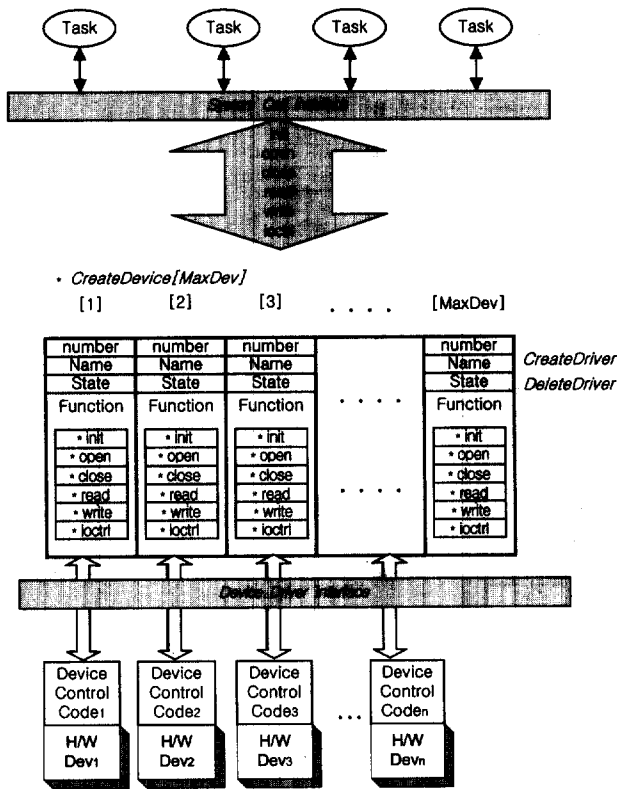 Task Task Task Task
System Call Interface
init
open
close
read
write
ioctrl
* CreateDevice[MaxDev]
[1] [2] [3] . . . . [MaxDev]
number number number number
Name Name Name Name CreateDriver
State State State State DeleteDriver
Function Function Function . . . . Function
* init * init * init * init
* open * open * open * open
* close * close * close * close
* read * read * read . . . . * read
* write * write * write * write
* ioctrl * ioctrl * ioctrl * ioctrl
Device Driver Interface
Device Device Device Device
Control Control Control Control
Code1 Code2 Code3 ... Coden
H/W H/W H/W H/W
Dev1 Dev2 Dev3 Devn